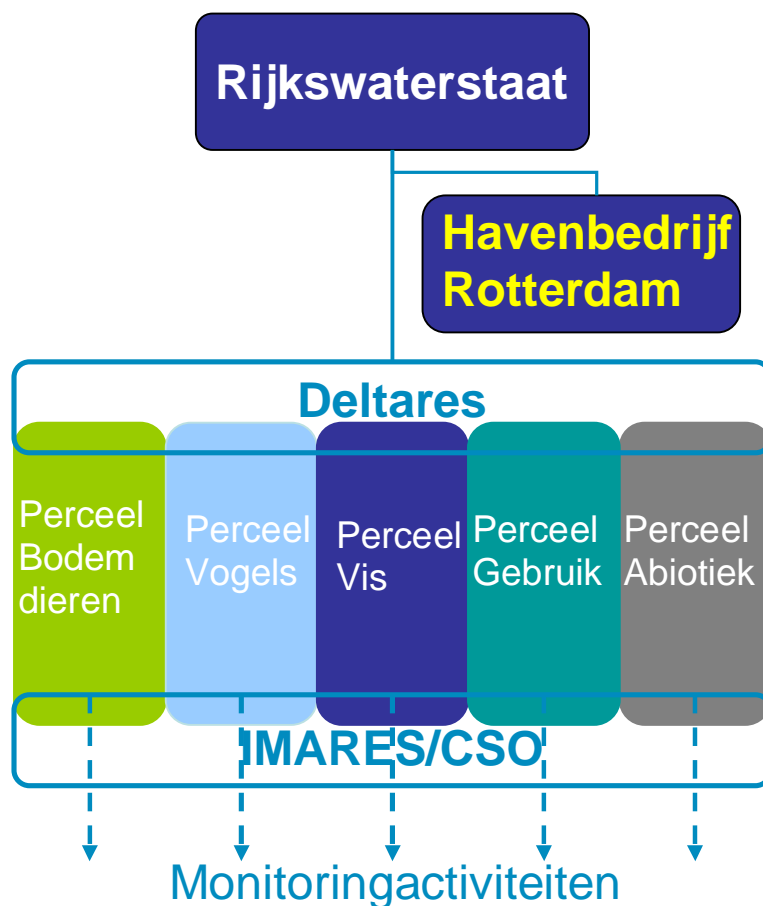 Rijkswaterstaat
Havenbedrijf
Rotterdam
Deltares
Perceel
Bodem
dieren
Perceel
Vogels
Perceel
Vis
Perceel
Gebruik
Perceel
Abiotiek
IMARES/CSO
Monitoringactiviteiten